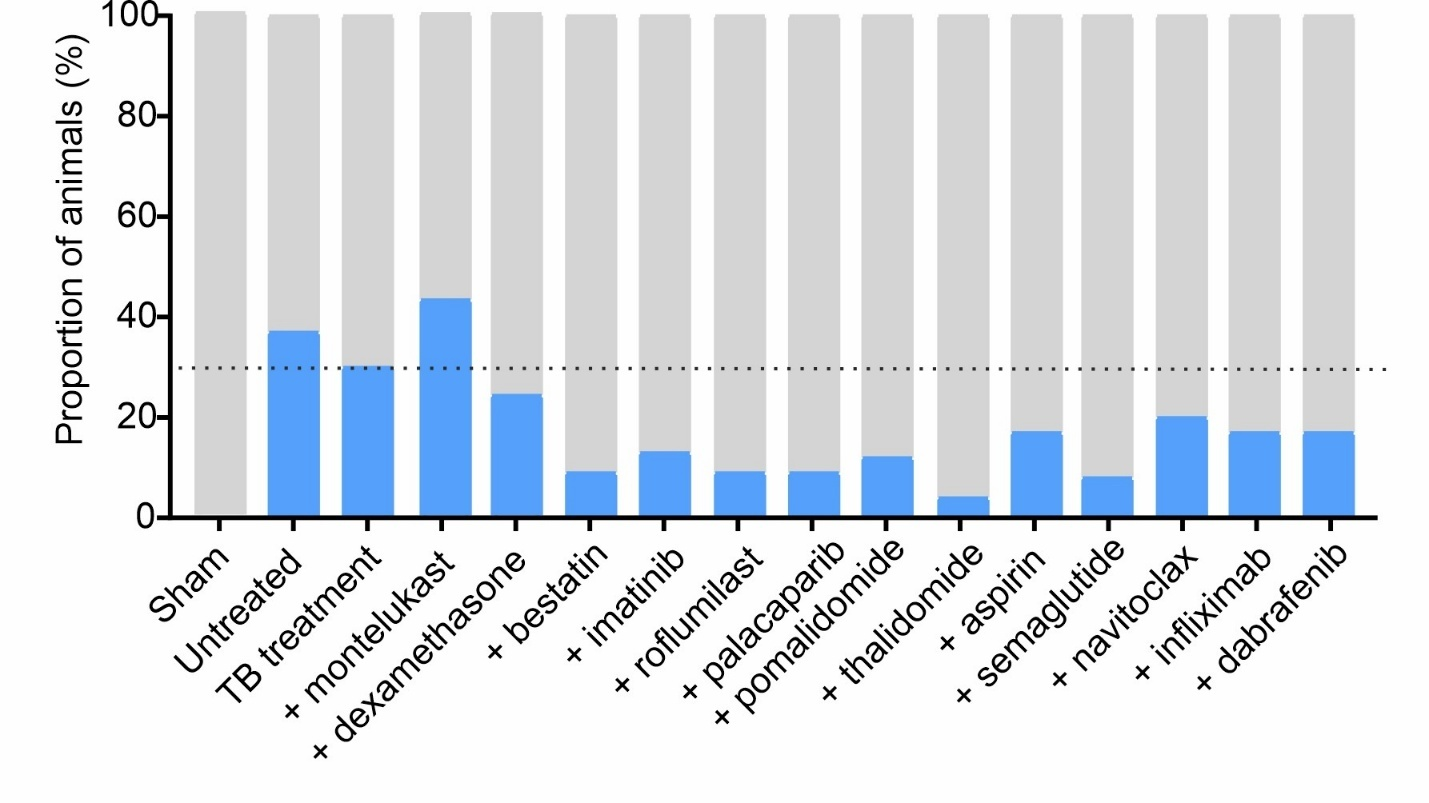 Proportion of animals (%)
100
80
60
40
20
0
Sham
Untreated
TB treatment
+ montelukast
+ dexamethasone
+ bestatin
+ imatinib
+ roflumilast
+ palacaparib
+ pomalidomide
+ thalidomide
+ aspirin
+ semaglutide
+ navitoclax
+ infliximab
+ dabrafenib